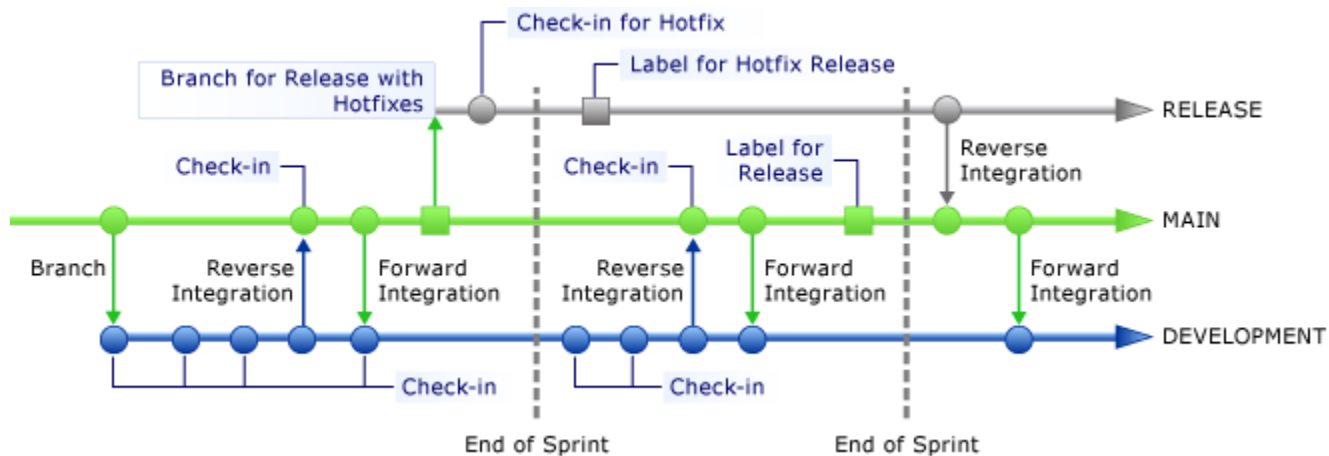 Check-in for Hotfix
Branch for Release with
Hotfixes
Label for Hotfix Release
RELEASE
Check-in
Check-in
Label for
Release
Reverse
Integration
MAIN
Branch
Reverse
Integration
Forward
Integration
Reverse
Integration
Forward
Integration
Forward
Integration
DEVELOPMENT
Check-in
Check-in
End of Sprint
End of Sprint